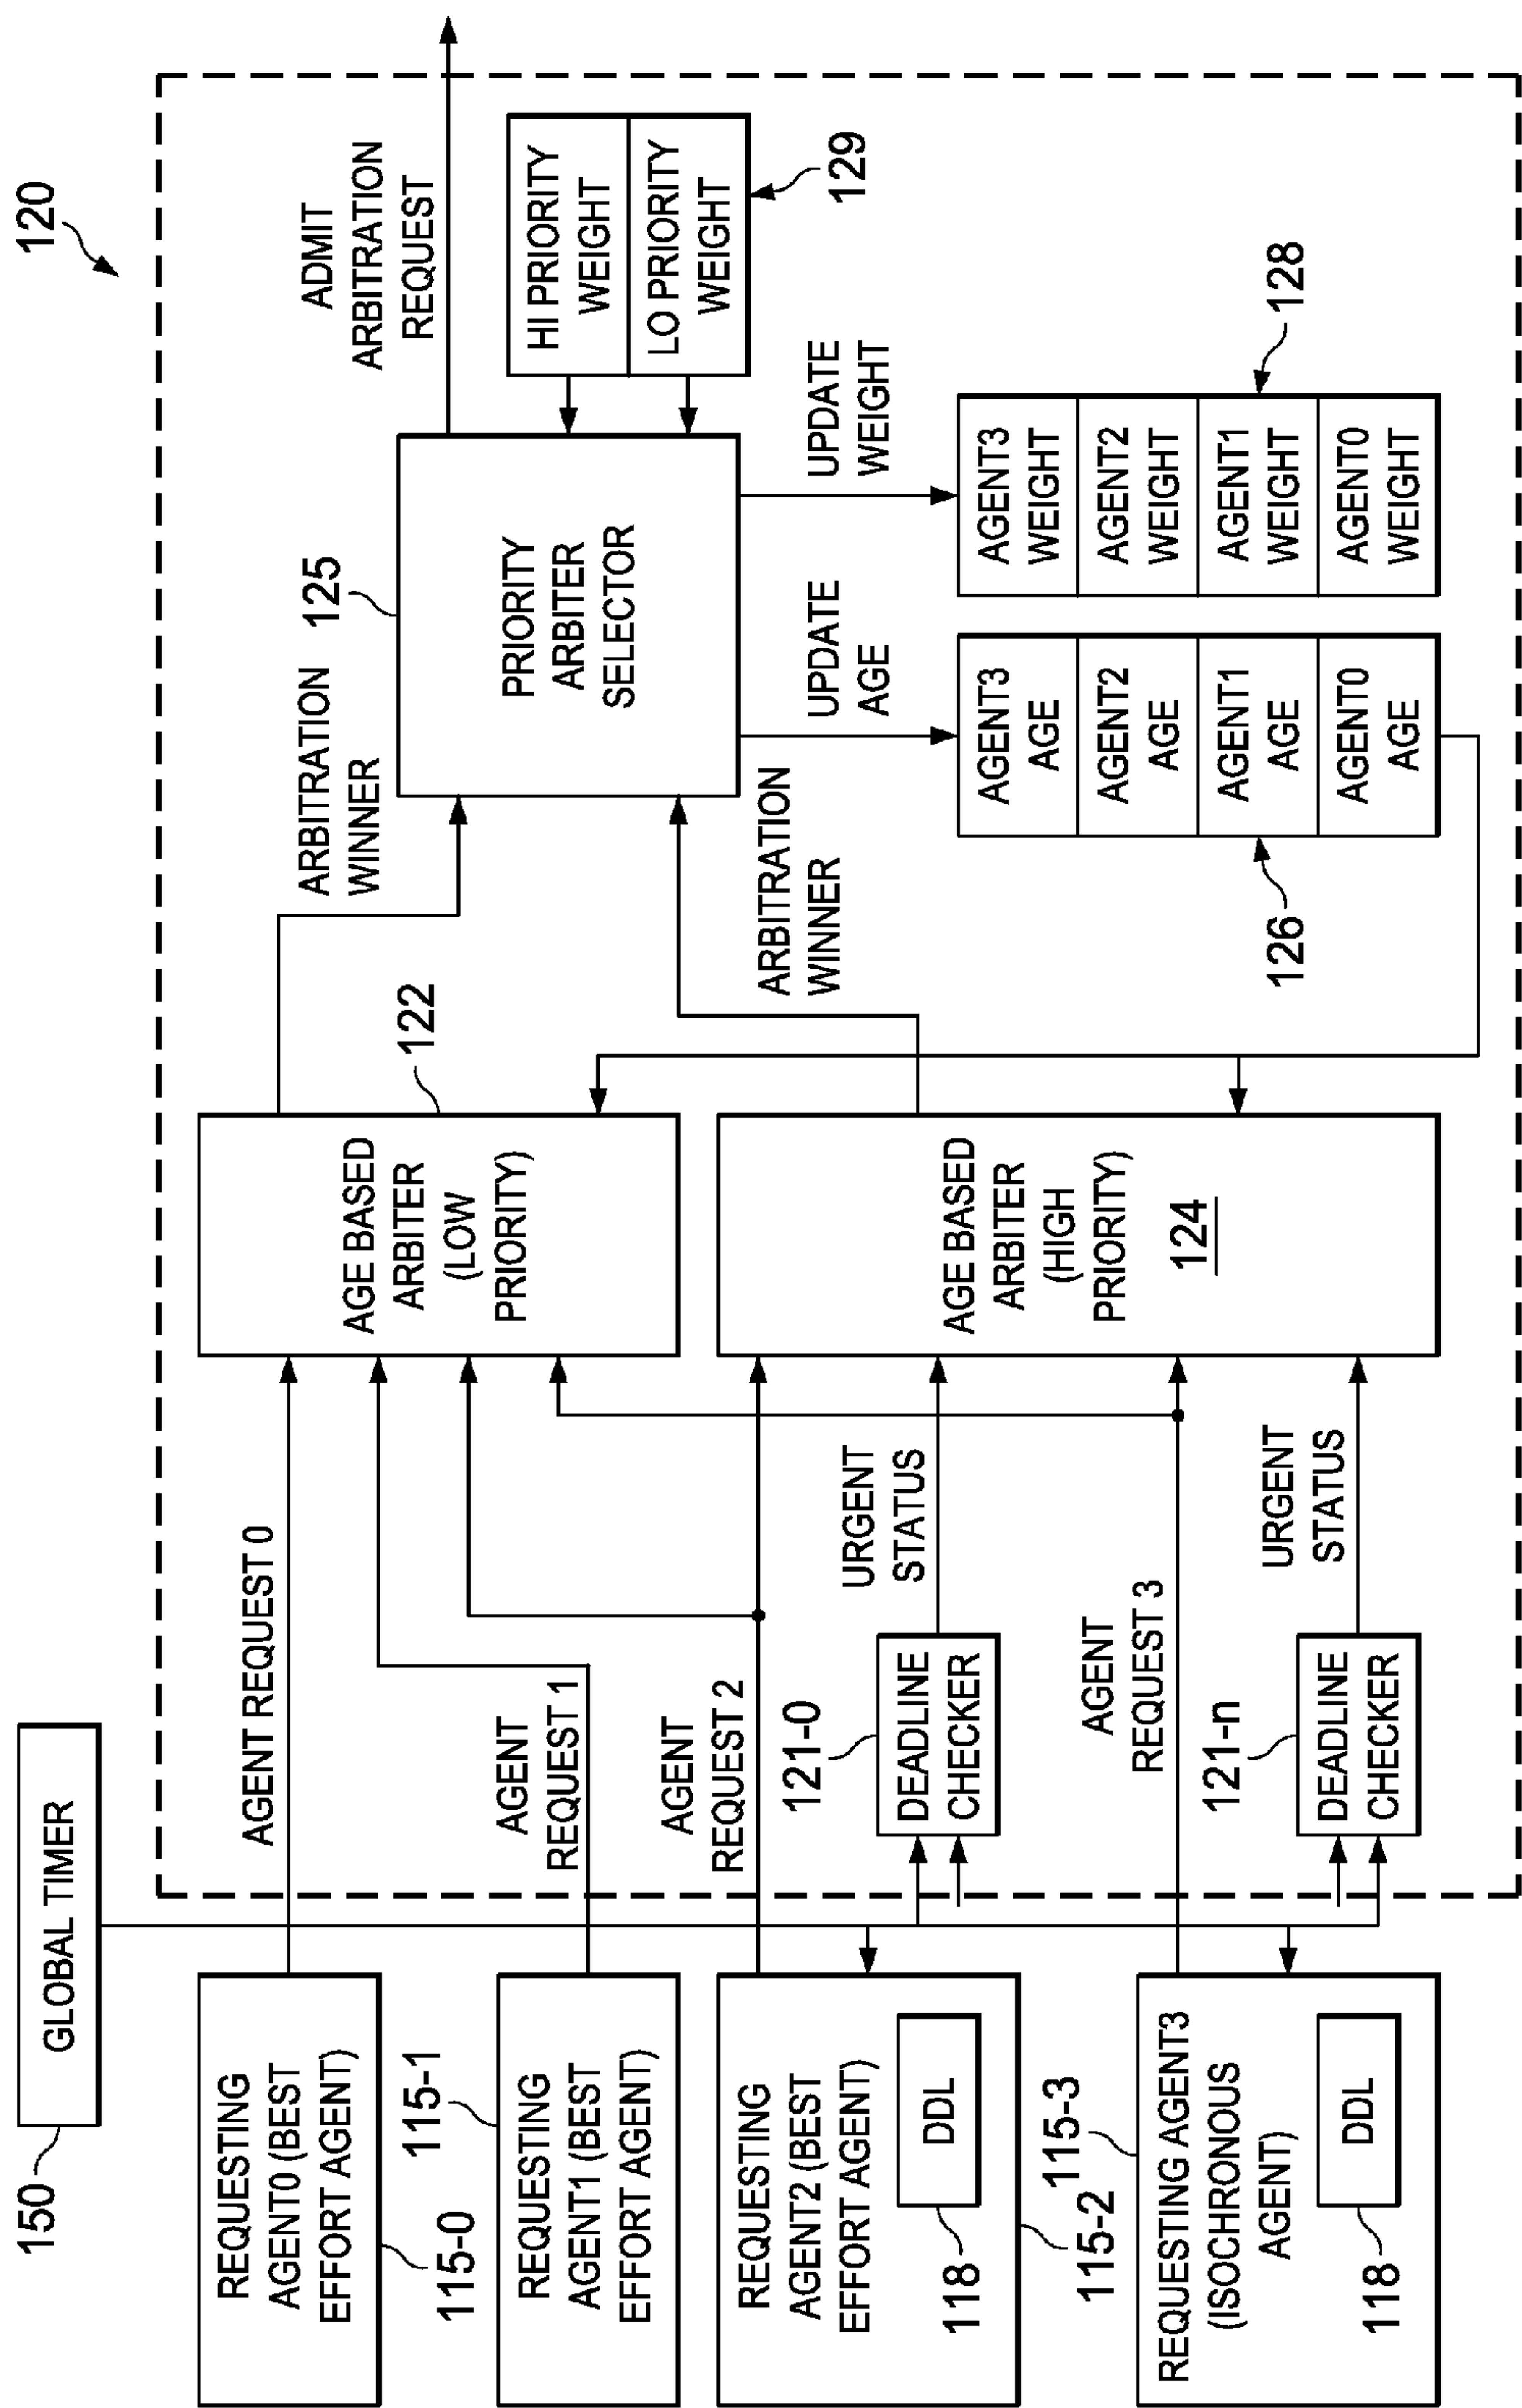 120
150
GLOBAL TIMER
REQUESTING
AGENT0 (BEST
EFFORT AGENT)
115-0
REQUESTING
AGENT1 (BEST
EFFORT AGENT)
115-1
REQUESTING
AGENT2 (BEST
EFFORT AGENT)
DDL
118
115-2
115-3
REQUESTING AGENT3
(ISOCHRONOUS
AGENT)
DDL
118
AGENT REQUEST 0
AGENT
REQUEST 1
AGENT
REQUEST 2
121-0
DEADLINE
CHECKER
URGENT
STATUS
AGENT
REQUEST 3
121-n
DEADLINE
CHECKER
URGENT
STATUS
AGE BASED
ARBITER
(LOW
PRIORITY)
122
AGE BASED
ARBITER
(HIGH
PRIORITY)
124
ARBITRATION
WINNER
ARBITRATION
WINNER
125
PRIORITY
ARBITER
SELECTOR
ADMIT
ARBITRATION
REQUEST
HI PRIORITY
WEIGHT
LO PRIORITY
WEIGHT
129
UPDATE
AGE
UPDATE
WEIGHT
AGENT3
AGE
AGENT2
AGE
AGENT1
AGE
AGENT0
AGE
126
AGENT3
WEIGHT
AGENT2
WEIGHT
AGENT1
WEIGHT
AGENT0
WEIGHT
128